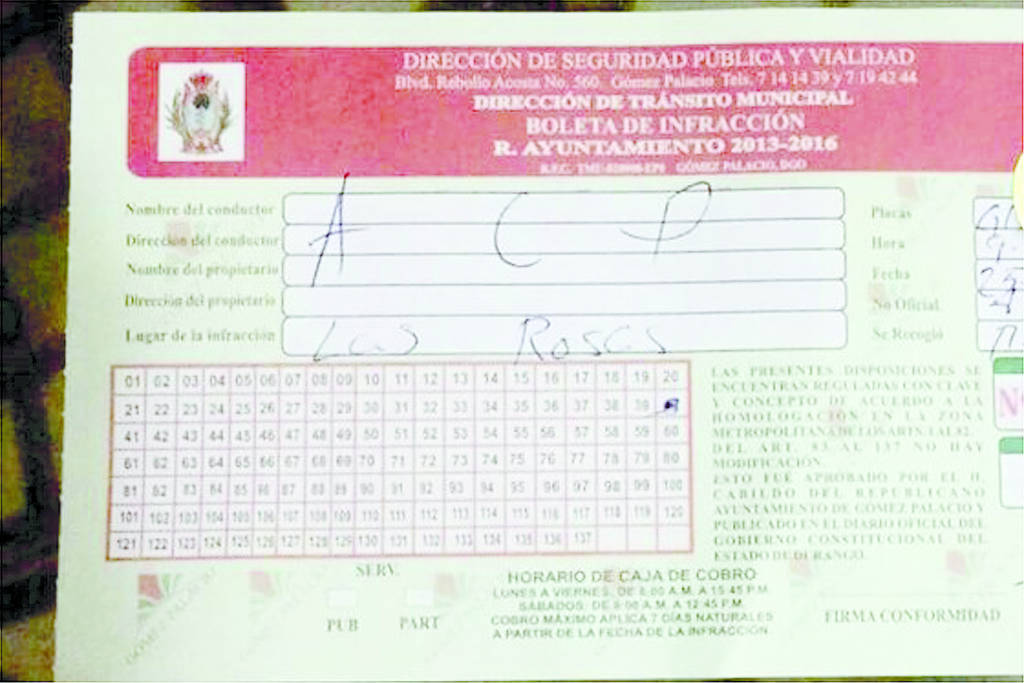 DIRECCIÓN DE SEGURIDAD PÚBLICA Y VIALIDAD
Blvd. Rebollo Acosta No. 560, Gómez Palacio Tels. 7 14 14 39 y 7 19 42 44
DIRECCIÓN DE TRÁNSITO MUNICIPAL
BOLETA DE INFRACCIÓN
R. AYUNTAMIENTO 2013-2016
GÓMEZ PALACIO, DGO
Nombre del conductor
Dirección del conductor
Nombre del propietario
Dirección del propietario
A C P
Lugar de la infracción Las Rosas
Placas
Hora
Fecha
No Oficial
Se Recogió
01 02 03 04 05 06 07 08 09 10 11 12 13 14 15 16 17 18 19 20
21 22 23 24 25 26 27 28 29 30 31 32 33 34 35 36 37 38 39
41 42 43 44 45 46 47 48 49 50 51 52 53 54 55 56 57 58 59 60
61 62 63 64 65 66 67 68 69 70 71 72 73 74 75 76 77 78 79 80
81 82 83 84 85 86 87 88 89 90 91 92 93 94 95 96 97 98 99 100
101 102 103 104 105 106 107 108 109 110 111 112 113 114 115 116 117 118 119 120
121 122 123 124 125 126 127 128 129 130 131 132 133 134 135 136 137
LAS PRESENTES DISPOSICIONES SE
ENCUENTRAN REGULADAS CON CLAVE
Y CONCEPTO DE ACUERDO A LA
HOMOLOGACIÓN EN LA ZONA
METROPOLITANA DE LOS ARTS. 1 AL 82.
DEL ART. 83 AL 137 NO HAY
MODIFICACIÓN.
ESTO FUE APROBADO POR EL H.
CABILDO DEL REPUBLICANO
AYUNTAMIENTO DE GÓMEZ PALACIO Y
PUBLICADO EN EL DIARIO OFICIAL DEL
GOBIERNO CONSTITUCIONAL DEL
ESTADO DE DURANGO.
SERV.
PUB PART
HORARIO DE CAJA DE COBRO
LUNES A VIERNES, DE 8:00 A.M. A 15:45 P.M.
SÁBADOS: DE 9:00 A.M. A 12:45 P.M.
COBRO MÁXIMO APLICA 7 DÍAS NATURALES
A PARTIR DE LA FECHA DE LA INFRACCIÓN
FIRMA CONFORMIDAD
GÓMEZ PALACIO